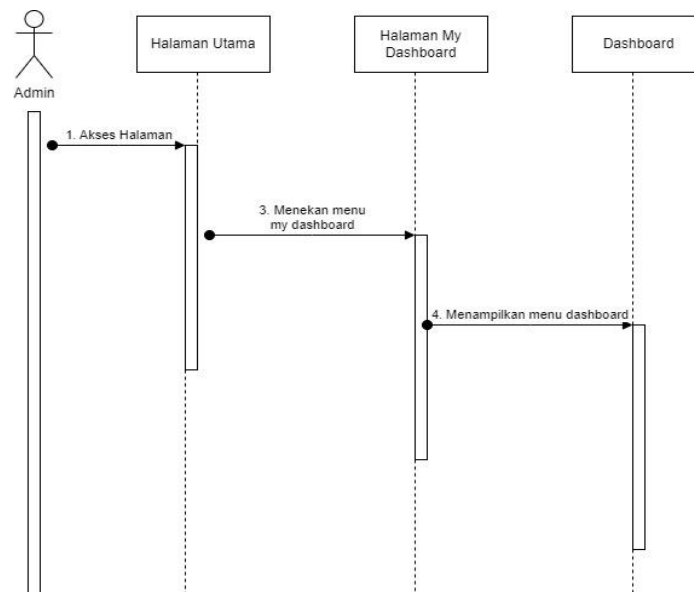 Halaman Utama
Halaman My
Dashboard
Dashboard
Admin
1. Akses Halaman
3. Menekan menu
my dashboard
4. Menampilkan menu dashboard